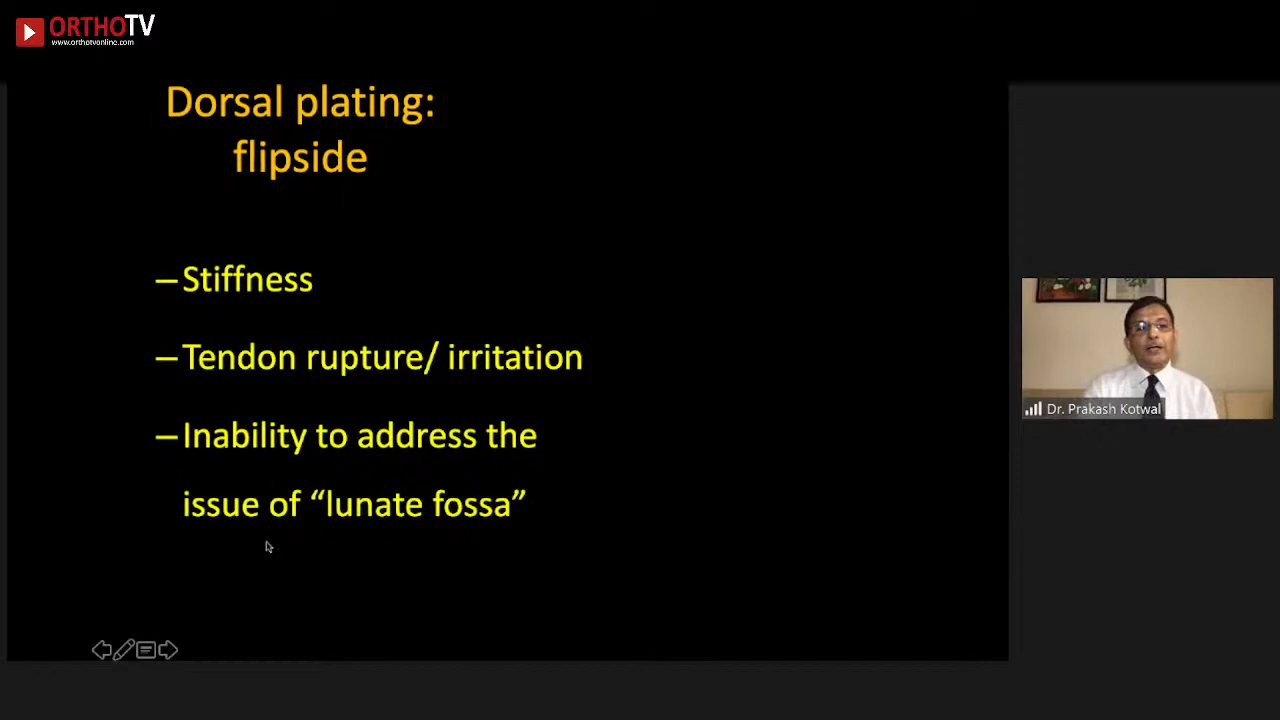 ORTHOTV
www.orthotvonline.com
Dorsal plating:
flipside
–Stiffness
–Tendon rupture/ irritation
–Inability to address the
issue of “lunate fossa”
Dr. Prakash Kotwal